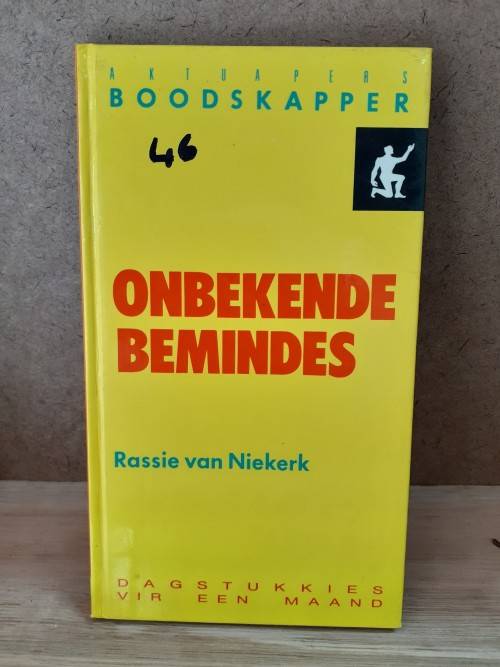 AKTUAPERS
BOODSKAPPER
46
ONBEKENDE
BEMINDES
Rassie van Niekerk
DAGSTUKKIES
VIR EEN MAAND